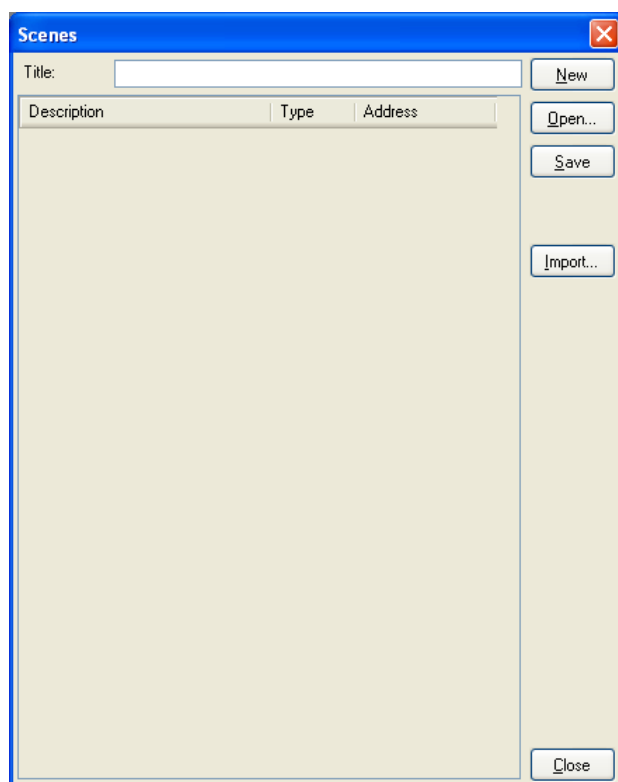 Scenes
Title:
New
Description Type Address
Open...
Save
Import...
Close